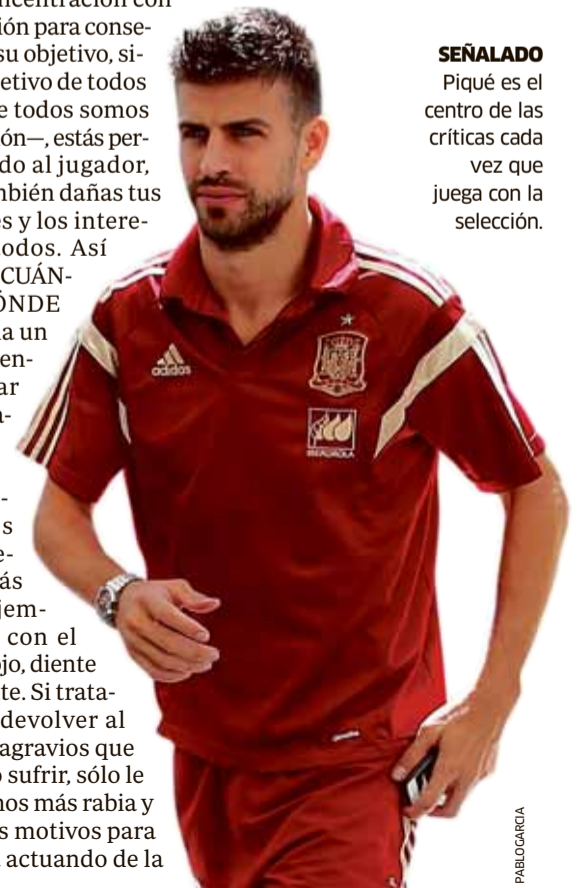 ncentración con
ión para conse-
su objetivo, si-
etivo de todos
e todos somos
ón—, estás per-
do al jugador,
mbién dañas tus
es y los intere-
odos. Así
CUÁN-
ÓNDE
a un
en-
ar
a-
-
s
e-
ás
jem-
con el
ojo, diente
te. Si trata-
devolver al
agravios que
o sufrir, sólo le
mos más rabia y
s motivos para
actuando de la
SEÑALADO
Piqué es el
centro de las
críticas cada
vez que
juega con la
selección.
adidas
IBERDROLA
PABLO GARCIA